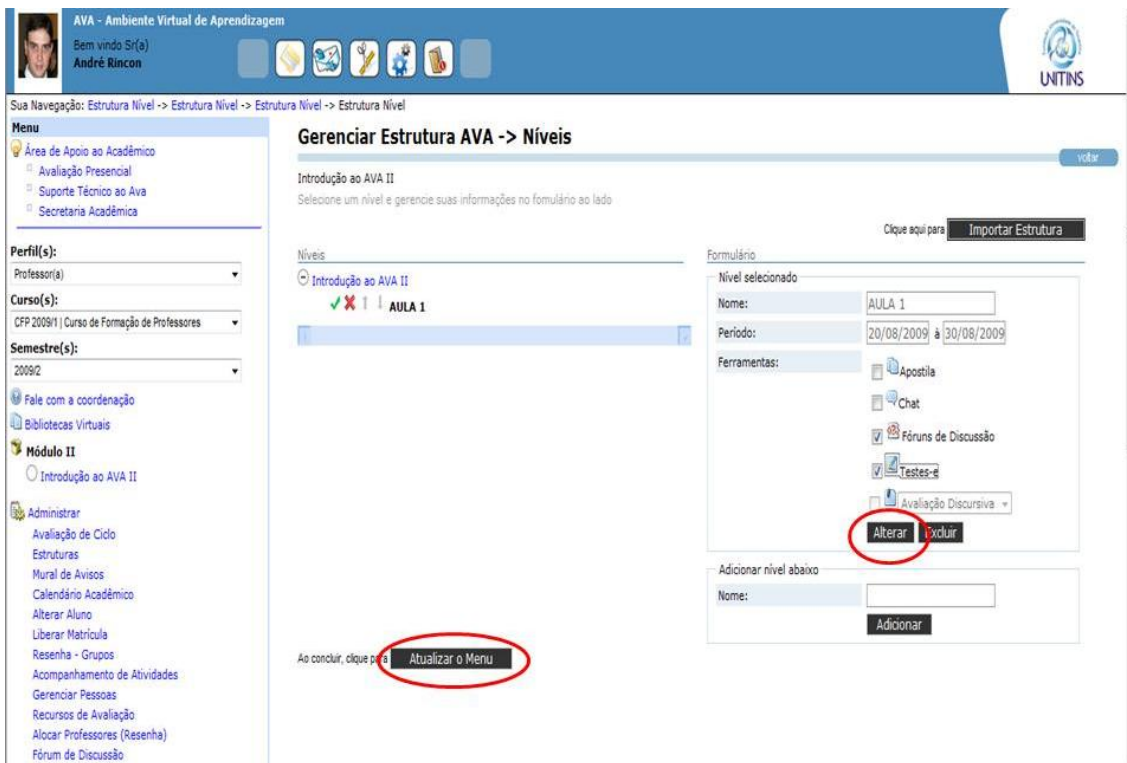 AVA - Ambiente Virtual de Aprendizagem
Bem vindo Sr(a)
André Rincon
UNITINS
Sua Navegação: Estrutura Nível -> Estrutura Nível -> Estrutura Nível -> Estrutura Nível
Menu
Área de Apoio ao Acadêmico
Avaliação Presencial
Suporte Técnico ao Ava
Secretaria Acadêmica
Perfil(s):
Professor(a)
Curso(s):
CFP 2009/1 | Curso de Formação de Professores
Semestre(s):
2009/2
Fale com a coordenação
Bibliotecas Virtuais
Módulo II
Introdução ao AVA II
Administrar
Avaliação de Ciclo
Estruturas
Mural de Avisos
Calendário Acadêmico
Alterar Aluno
Liberar Matrícula
Resenha - Grupos
Acompanhamento de Atividades
Gerenciar Pessoas
Recursos de Avaliação
Alocar Professores (Resenha)
Fórum de Discussão
Gerenciar Estrutura AVA -> Níveis
voltar
Introdução ao AVA II
Selecione um nível e gerencie suas informações no fomulário ao lado
Clique aqui para Importar Estrutura
Níveis
Introdução ao AVA II
AULA 1
Ao concluir, clique para Atualizar o Menu
Formulário
Nível selecionado
Nome: AULA 1
Período: 20/08/2009 à 30/08/2009
Ferramentas:
Apostila
Chat
Fóruns de Discussão
Testes-e
Avaliação Discursiva
Alterar Excluir
Adicionar nível abaixo
Nome:
Adicionar